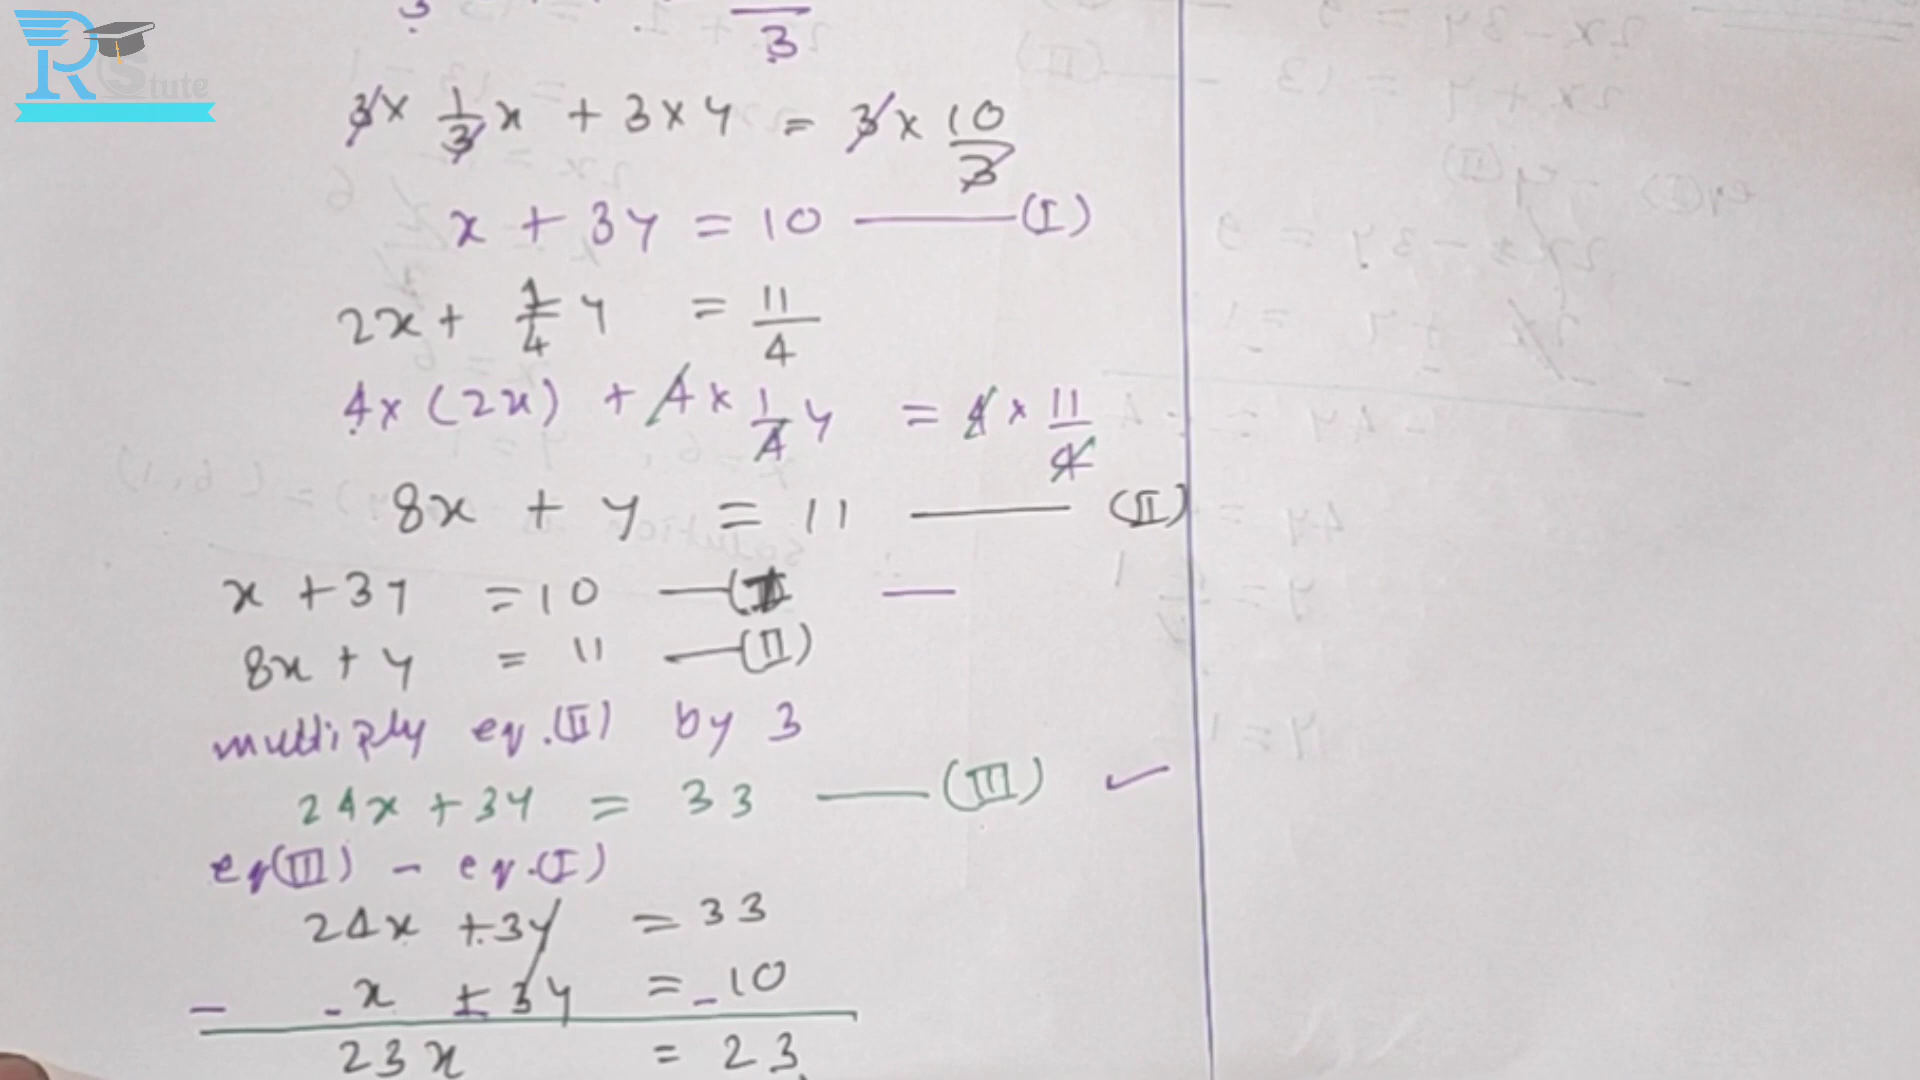 RStute
3
3 × 1/3 x + 3 × y = 3 × 10/3
x + 3y = 10 —— (I)
2x + 1/4 y = 11/4
4 × (2x) + 4 × 1/4 y = 4 × 11/4
8x + y = 11 —— (II)
x + 3y = 10 — (I)
8x + y = 11 — (II)
multiply eq.(II) by 3
24x + 3y = 33 —— (III) ✓
eq(III) - eq.(I)
24x + 3y = 33
- - x ± 3y = -10
23x = 23